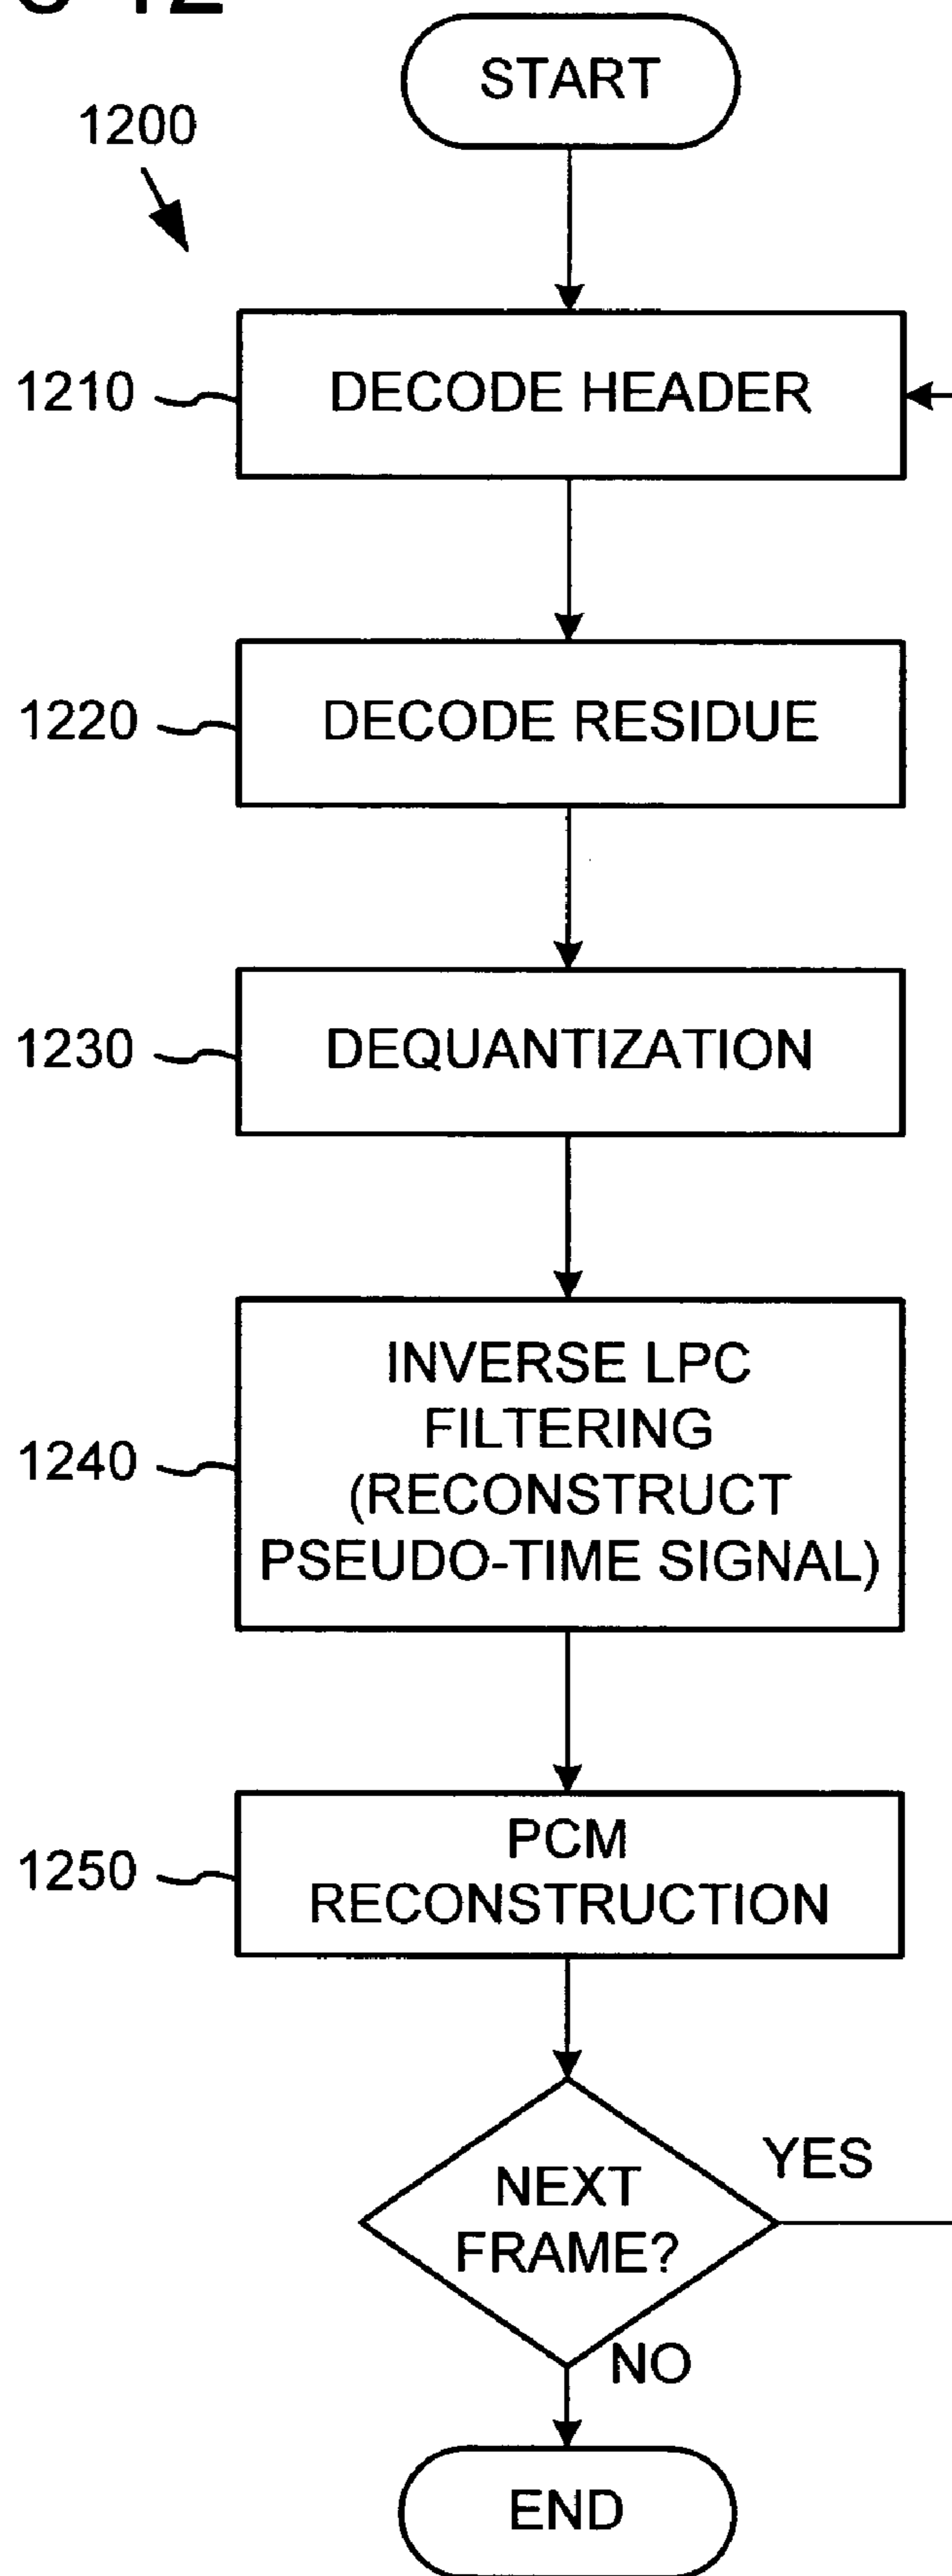 START
1200
1210
DECODE HEADER
1220
DECODE RESIDUE
1230
DEQUANTIZATION
1240
INVERSE LPC
FILTERING
(RECONSTRUCT
PSEUDO-TIME SIGNAL)
1250
PCM
RECONSTRUCTION
NEXT
FRAME?
YES
NO
END